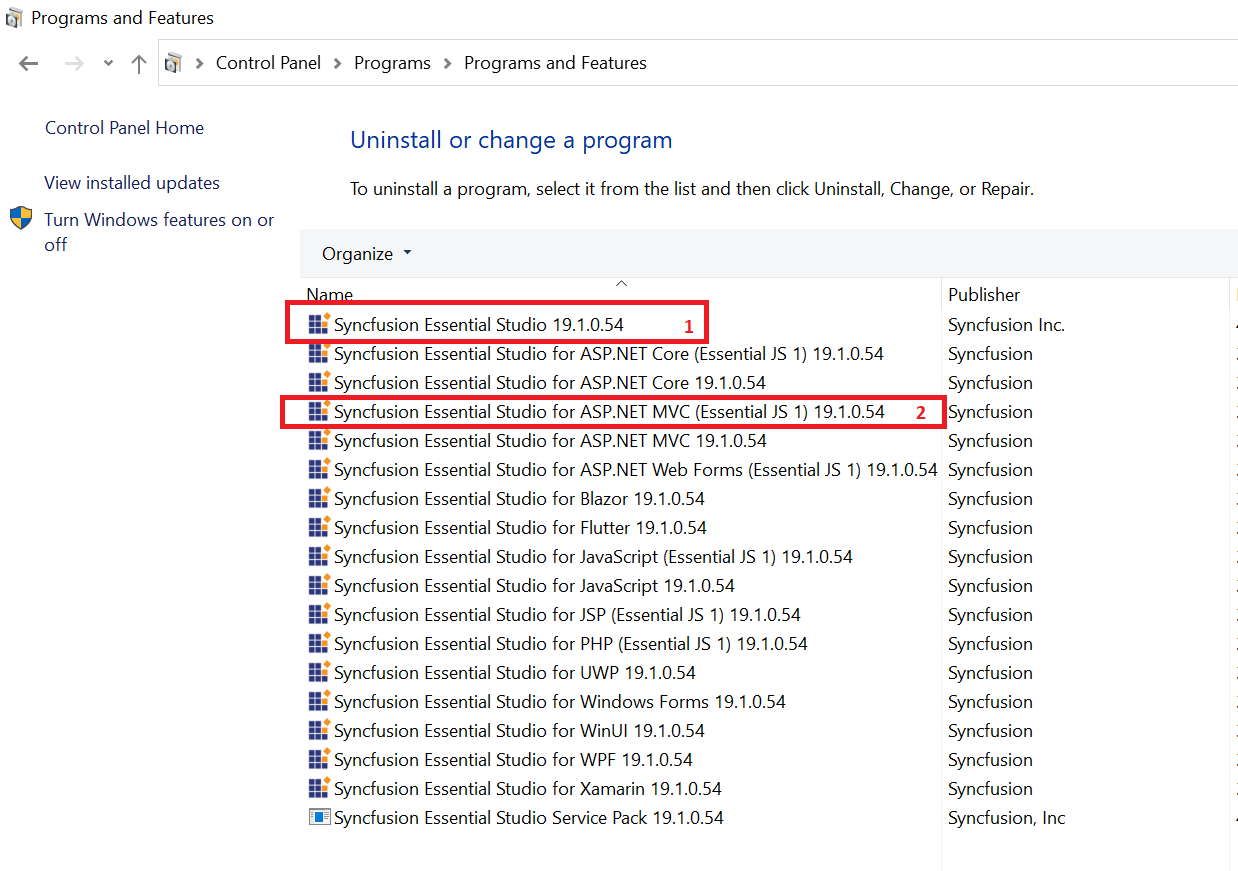 Programs and Features
Control Panel > Programs > Programs and Features
Control Panel Home
View installed updates
Turn Windows features on or
off
Uninstall or change a program
To uninstall a program, select it from the list and then click Uninstall, Change, or Repair.
Organize
Name Publisher
Syncfusion Essential Studio 19.1.0.54 1 Syncfusion Inc.
Syncfusion Essential Studio for ASP.NET Core (Essential JS 1) 19.1.0.54 Syncfusion
Syncfusion Essential Studio for ASP.NET Core 19.1.0.54 Syncfusion
Syncfusion Essential Studio for ASP.NET MVC (Essential JS 1) 19.1.0.54 2 Syncfusion
Syncfusion Essential Studio for ASP.NET MVC 19.1.0.54 Syncfusion
Syncfusion Essential Studio for ASP.NET Web Forms (Essential JS 1) 19.1.0.54 Syncfusion
Syncfusion Essential Studio for Blazor 19.1.0.54 Syncfusion
Syncfusion Essential Studio for Flutter 19.1.0.54 Syncfusion
Syncfusion Essential Studio for JavaScript (Essential JS 1) 19.1.0.54 Syncfusion
Syncfusion Essential Studio for JavaScript 19.1.0.54 Syncfusion
Syncfusion Essential Studio for JSP (Essential JS 1) 19.1.0.54 Syncfusion
Syncfusion Essential Studio for PHP (Essential JS 1) 19.1.0.54 Syncfusion
Syncfusion Essential Studio for UWP 19.1.0.54 Syncfusion
Syncfusion Essential Studio for Windows Forms 19.1.0.54 Syncfusion
Syncfusion Essential Studio for WinUI 19.1.0.54 Syncfusion
Syncfusion Essential Studio for WPF 19.1.0.54 Syncfusion
Syncfusion Essential Studio for Xamarin 19.1.0.54 Syncfusion
Syncfusion Essential Studio Service Pack 19.1.0.54 Syncfusion, Inc